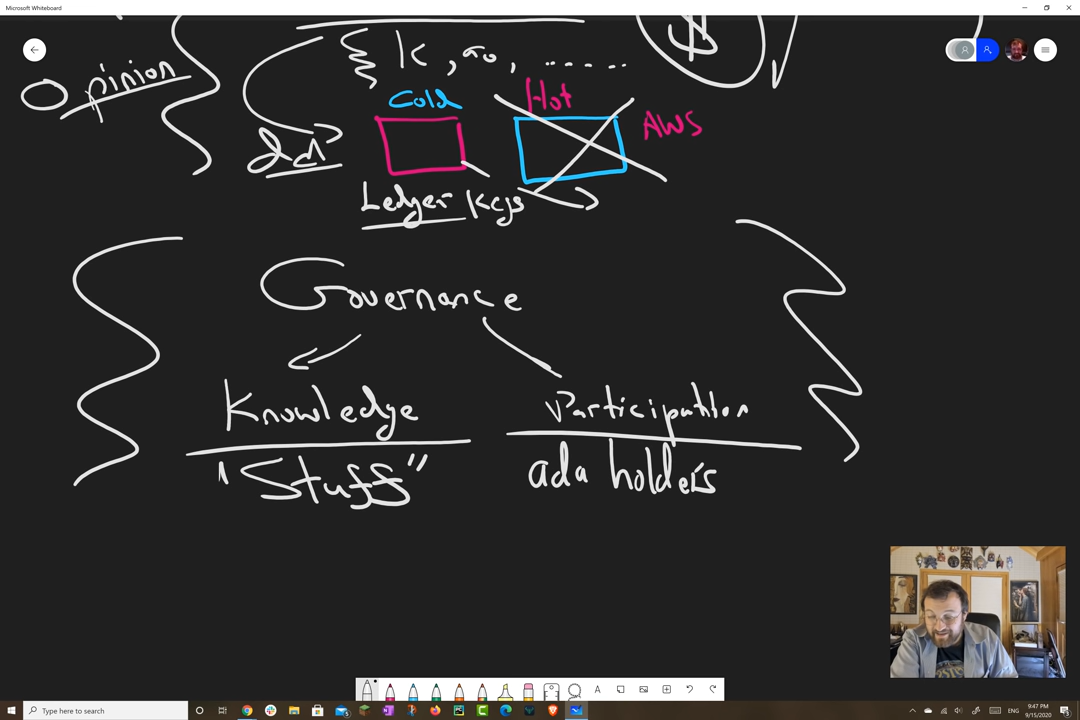 Microsoft Whiteboard
Opinion
{ k, a0, .....
$
Cold
Hot
AWS
Ledger Keys
Governance
Knowledge
Participation
"Stuff"
ada holders
Type here to search
ENG
9:47 PM
9/15/2020